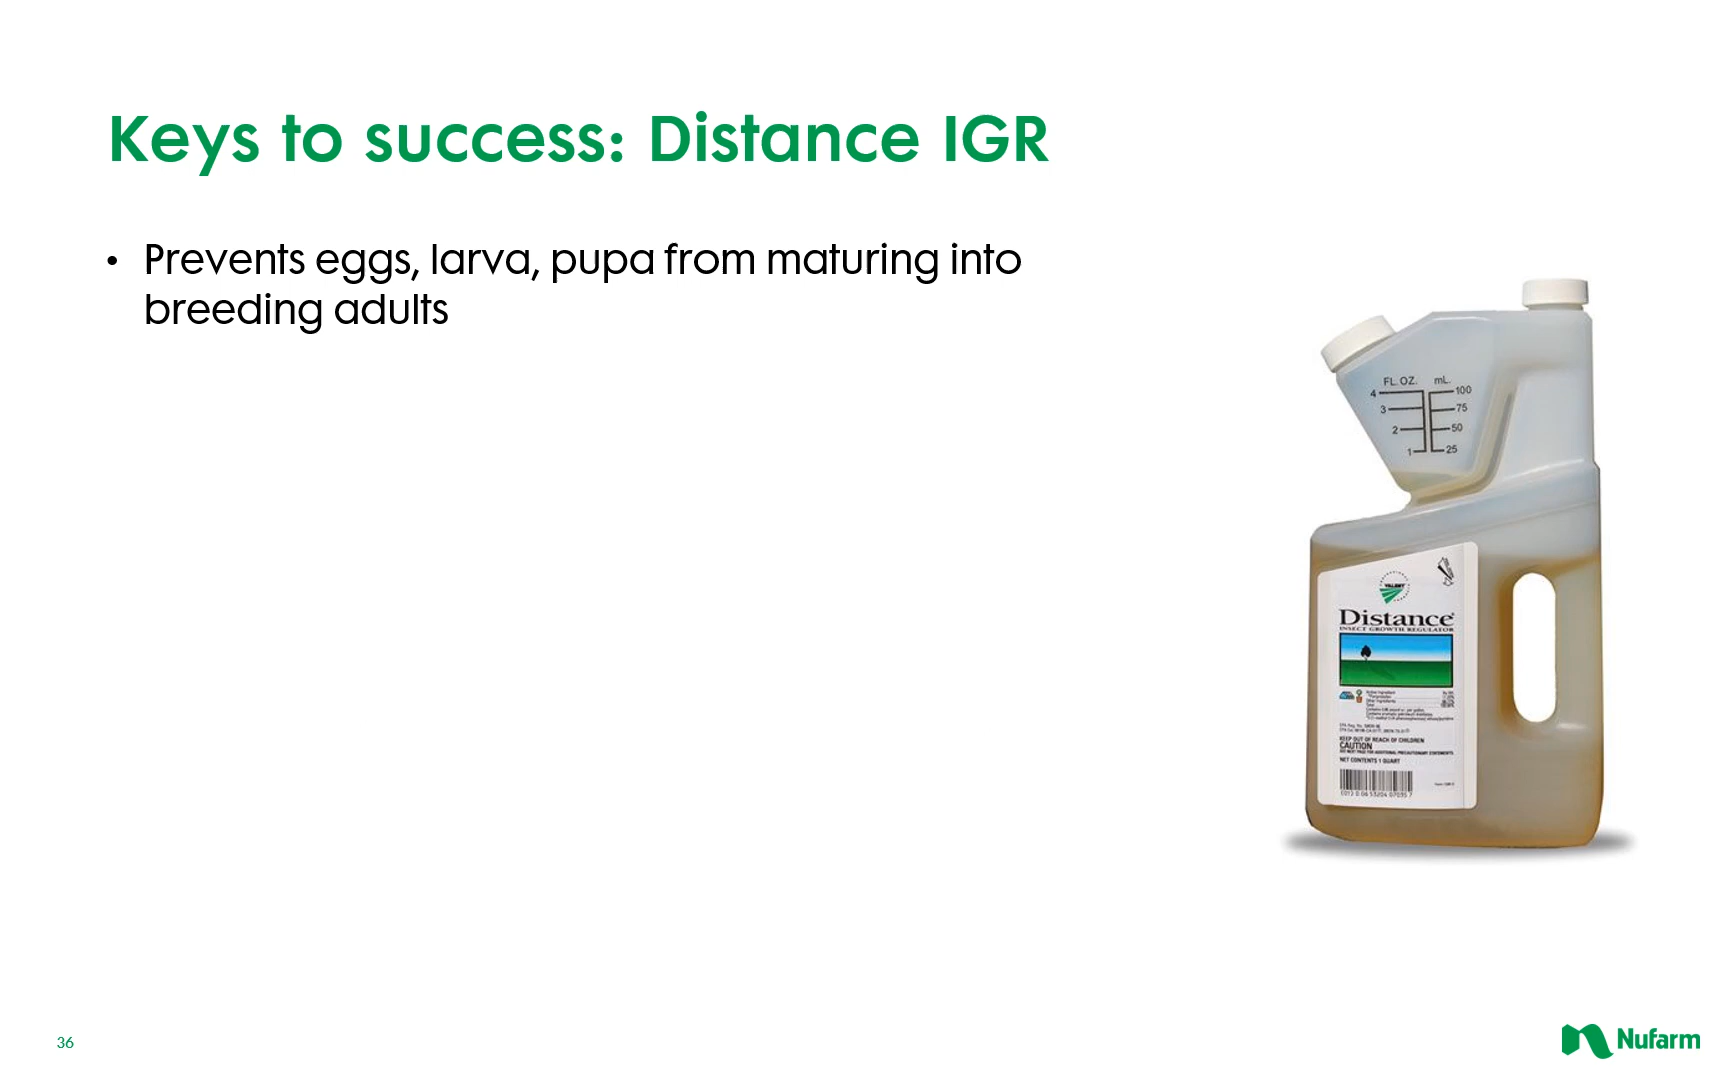 Keys to success: Distance IGR
• Prevents eggs, larva, pupa from maturing into
breeding adults
FL. OZ. mL.
4 100
3 75
2 50
1 25
VALENT
Distance
INSECT GROWTH REGULATOR
KEEP OUT OF REACH OF CHILDREN
CAUTION
NET CONTENTS 1 QUART
36
Nufarm